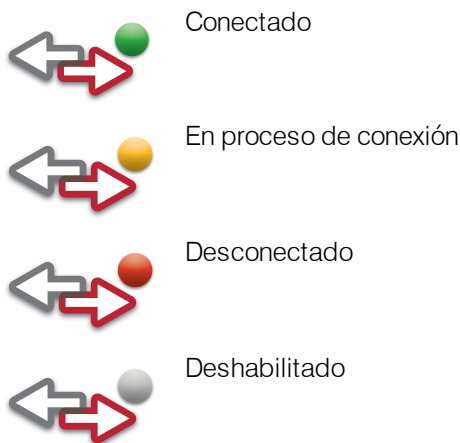 Conectado
En proceso de conexión
Desconectado
Deshabilitado